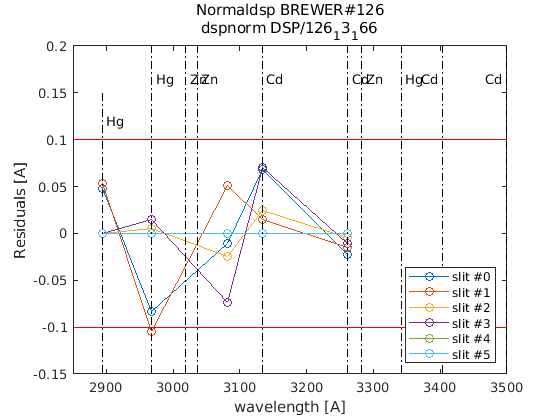 Normaldsp BREWER#126
dspnorm DSP/126₁3₁66
0.2
0.15
0.1
0.05
0
-0.05
-0.1
-0.15
Residuals [A]
Hg
Hg
Zn
Zn
Cd
Cd
Zn
Hg
Cd
Cd
slit #0
slit #1
slit #2
slit #3
slit #4
slit #5
2900 3000 3100 3200 3300 3400 3500
wavelength [A]